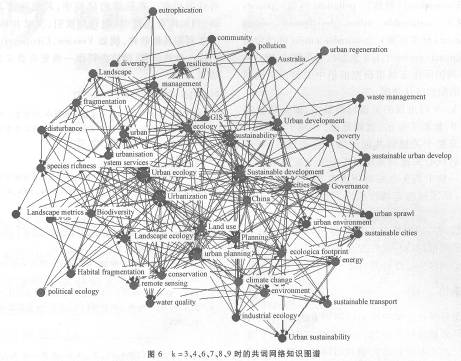 eutrophication
community
pollution
urban regeneration
diversity
resilience
Australia
Landscape
management
fragmentation
waste management
GIS
disturbance
urban
ecology
sustainability
Urban development
poverty
urbanisation
ystem services
sustainable urban develop
species richness
Urban ecology
Sustainable development
cities
Governance
Urbanization
China
Landscape metrics
Biodiversity
urban sprawl
Land use
urban environment
Landscape ecology
Planning
sustainable cities
urban planning
ecologica footprint
energy
Habital fragmentation
conservation
remote sensing
climate change
political ecology
environment
water quality
sustainable transport
industrial ecology
Urban sustainability
图 6 k=3、4、6、7、8、9 时的共词网络知识图谱